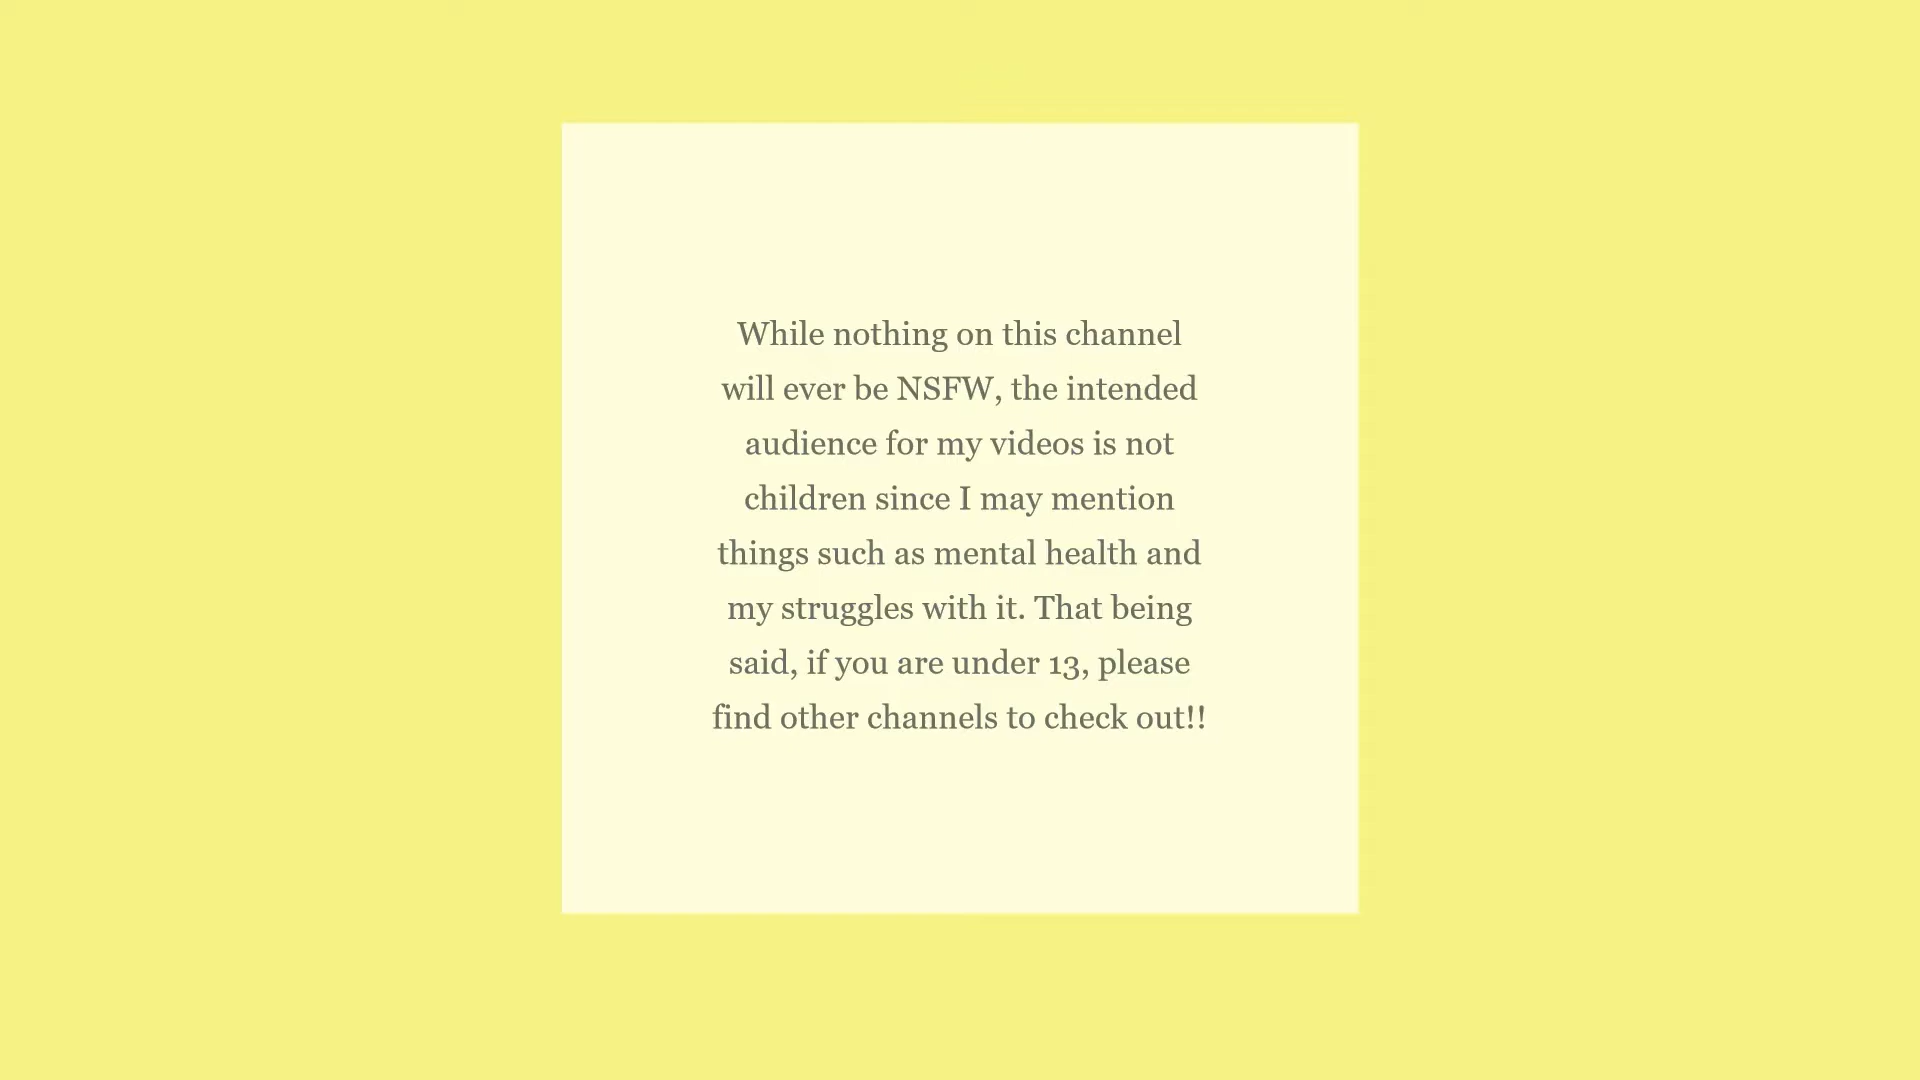 While nothing on this channel
will ever be NSFW, the intended
audience for my videos is not
children since I may mention
things such as mental health and
my struggles with it. That being
said, if you are under 13, please
find other channels to check out!!